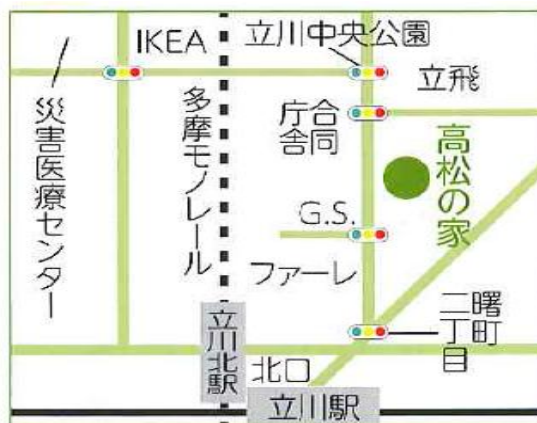 IKEA
立川中央公園
立飛
災害医療センター
多摩モノレール
合同
庁舎
高松の家
G.S.
ファーレ
曙町
二丁目
立川北駅
北口
立川駅